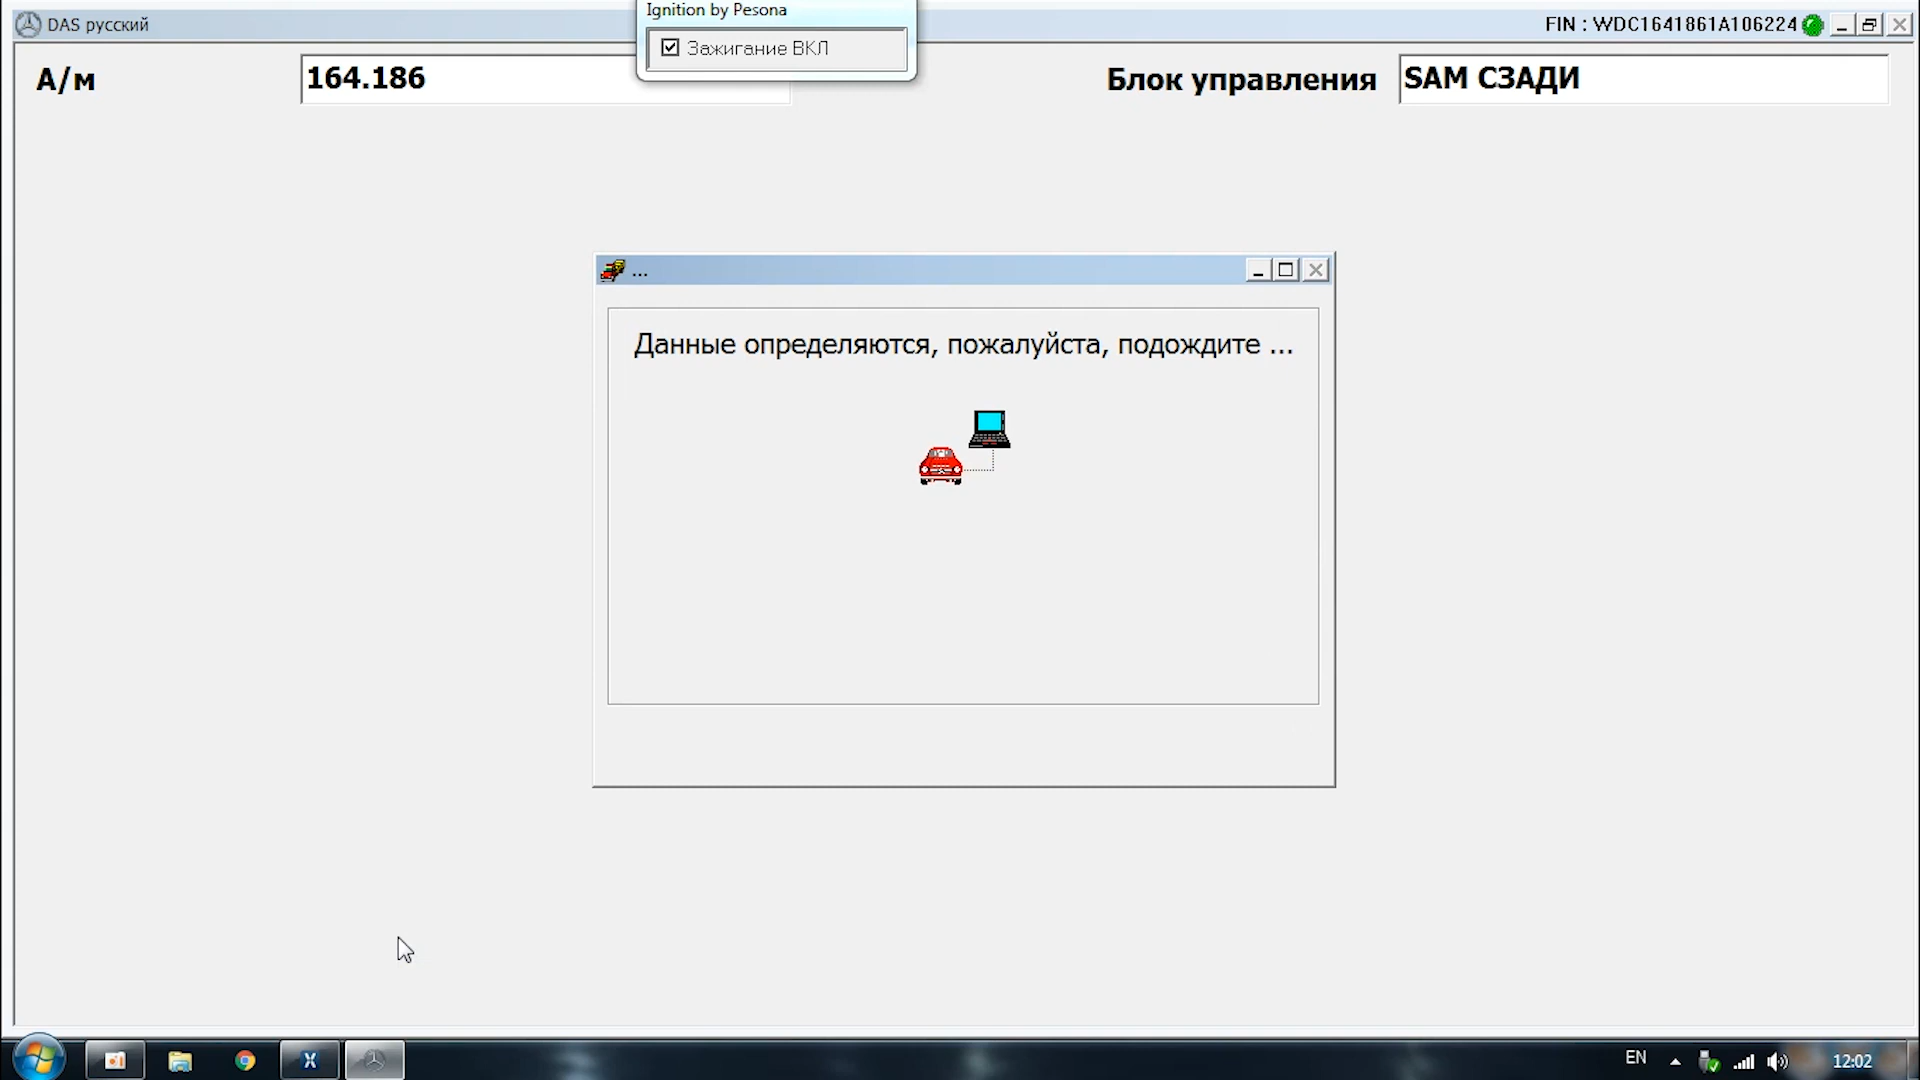 Ignition by Pesona
DAS русский
FIN : WDC1641861A106224
Зажигание ВКЛ
А/м
164.186
Блок управления
SAM СЗАДИ
...
Данные определяются, пожалуйста, подождите ...
X
EN
12:02